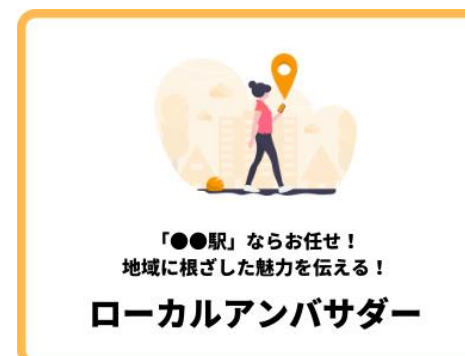 「●●駅」ならお任せ！
地域に根ざした魅力を伝える！
ローカルアンバサダー